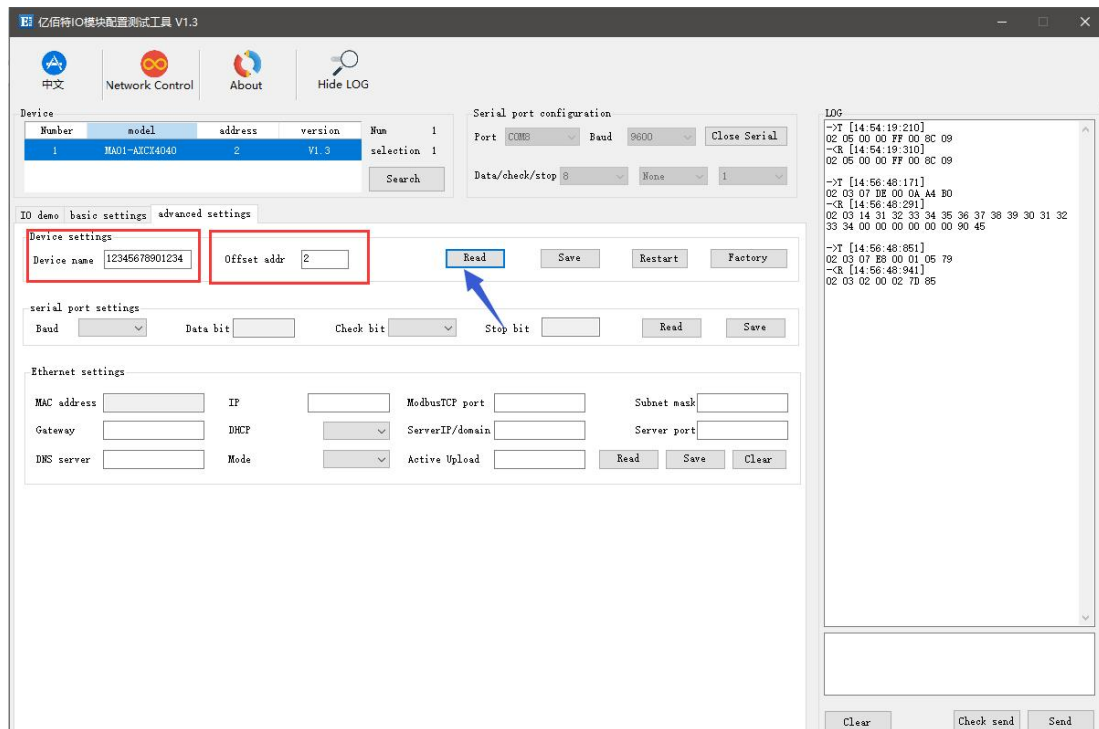 亿佰特IO模块配置测试工具 V1.3
中文 Network Control About Hide LOG
Device
Number model address version
1 MA01-AXCX4040 2 V1.3
Num 1
selection 1
Search
Serial port configuration
Port COM8 Baud 9600 Close Serial
Data/check/stop 8 None 1
IO demo basic settings advanced settings
Device settings
Device name 12345678901234 Offset addr 2 Read Save Restart Factory
serial port settings
Baud Data bit Check bit Stop bit Read Save
Ethernet settings
MAC address IP ModbusTCP port Subnet mask
Gateway DHCP ServerIP/domain Server port
DNS server Mode Active Upload Read Save Clear
LOG
->T [14:54:19:210]
02 05 00 00 FF 00 8C 09
-<R [14:54:19:310]
02 05 00 00 FF 00 8C 09
->T [14:56:48:171]
02 03 07 DE 00 0A A4 B0
-<R [14:56:48:291]
02 03 14 31 32 33 34 35 36 37 38 39 30 31 32
33 34 00 00 00 00 00 00 90 45
->T [14:56:48:851]
02 03 07 E8 00 01 05 79
-<R [14:56:48:941]
02 03 02 00 02 7D 85
Clear Check send Send